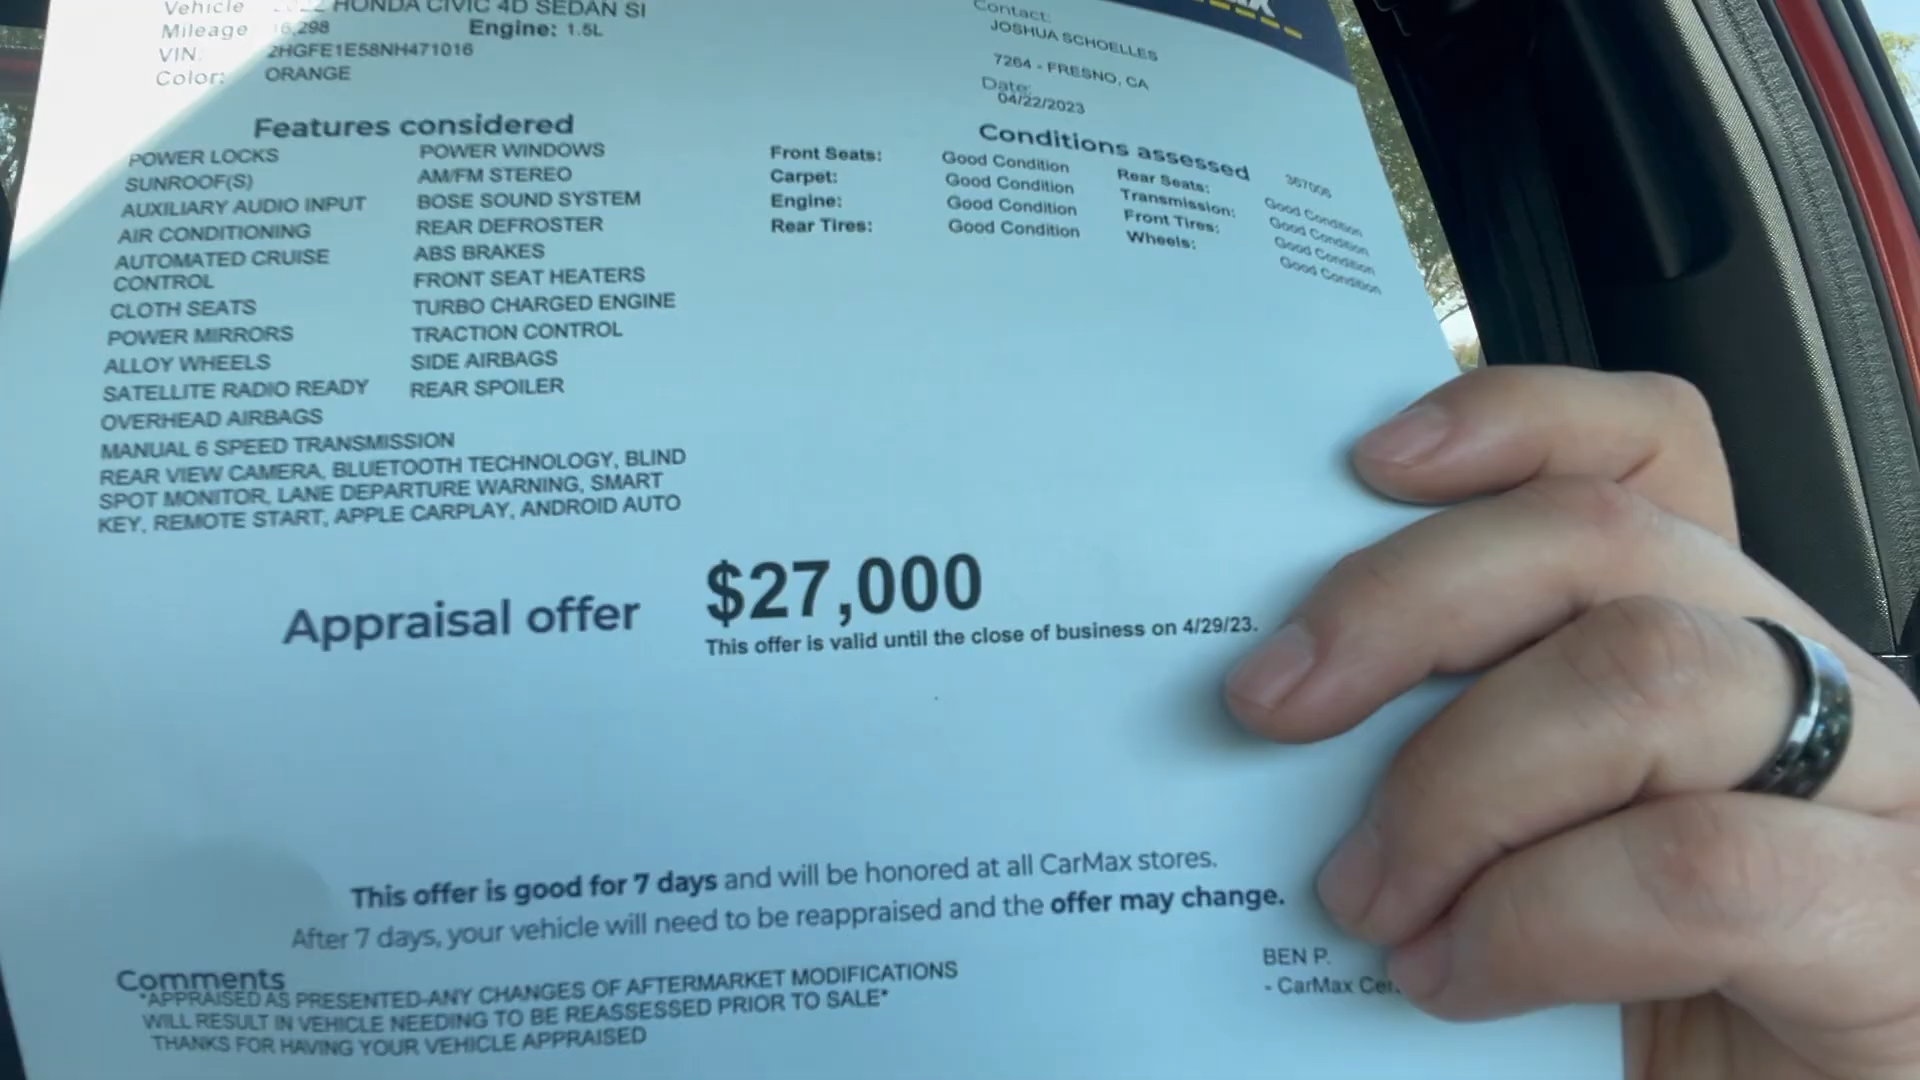 Vehicle 2022 HONDA CIVIC 4D SEDAN SI
Mileage 16,298 Engine: 1.5L
VIN: 2HGFE1E58NH471016
Color: ORANGE
Contact:
JOSHUA SCHOELLES
7264 - FRESNO, CA
Date:
04/22/2023
Features considered
POWER LOCKS
SUNROOF(S)
AUXILIARY AUDIO INPUT
AIR CONDITIONING
AUTOMATED CRUISE
CONTROL
CLOTH SEATS
POWER MIRRORS
ALLOY WHEELS
SATELLITE RADIO READY
OVERHEAD AIRBAGS
MANUAL 6 SPEED TRANSMISSION
POWER WINDOWS
AM/FM STEREO
BOSE SOUND SYSTEM
REAR DEFROSTER
ABS BRAKES
FRONT SEAT HEATERS
TURBO CHARGED ENGINE
TRACTION CONTROL
SIDE AIRBAGS
REAR SPOILER
REAR VIEW CAMERA, BLUETOOTH TECHNOLOGY, BLIND
SPOT MONITOR, LANE DEPARTURE WARNING, SMART
KEY, REMOTE START, APPLE CARPLAY, ANDROID AUTO
Conditions assessed
367006
Front Seats: Good Condition Rear Seats: Good Condition
Carpet: Good Condition Transmission: Good Condition
Engine: Good Condition Front Tires: Good Condition
Rear Tires: Good Condition Wheels: Good Condition
Appraisal offer $27,000
This offer is valid until the close of business on 4/29/23.
This offer is good for 7 days and will be honored at all CarMax stores.
After 7 days, your vehicle will need to be reappraised and the offer may change.
Comments
*APPRAISED AS PRESENTED-ANY CHANGES OF AFTERMARKET MODIFICATIONS
WILL RESULT IN VEHICLE NEEDING TO BE REASSESSED PRIOR TO SALE*
THANKS FOR HAVING YOUR VEHICLE APPRAISED
BEN P.
- CarMax